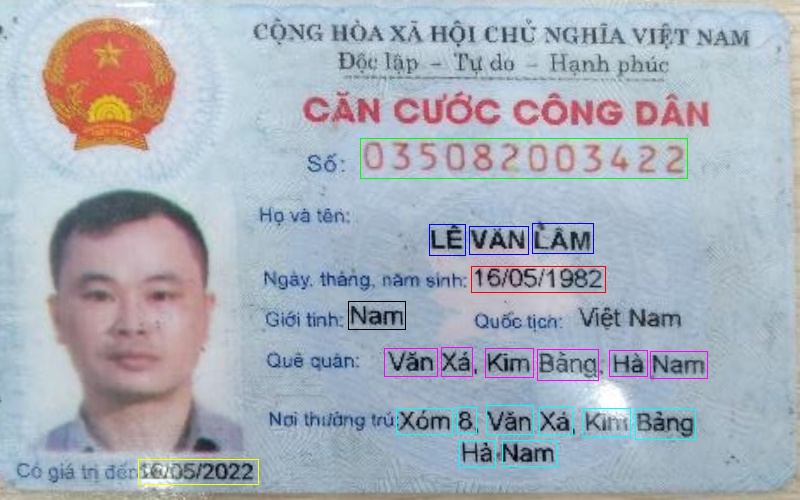 CỘNG HÒA XÃ HỘI CHỦ NGHĨA VIỆT NAM
Độc lập - Tự do - Hạnh phúc
CĂN CƯỚC CÔNG DÂN
Số: 035082003422
Họ và tên:
LÊ VĂN LÂM
Ngày, tháng, năm sinh: 16/05/1982
Giới tính: Nam Quốc tịch: Việt Nam
Quê quán: Văn Xá, Kim Bảng, Hà Nam
Nơi thường trú: Xóm 8, Văn Xá, Kim Bảng
Hà Nam
Có giá trị đến 16/05/2022